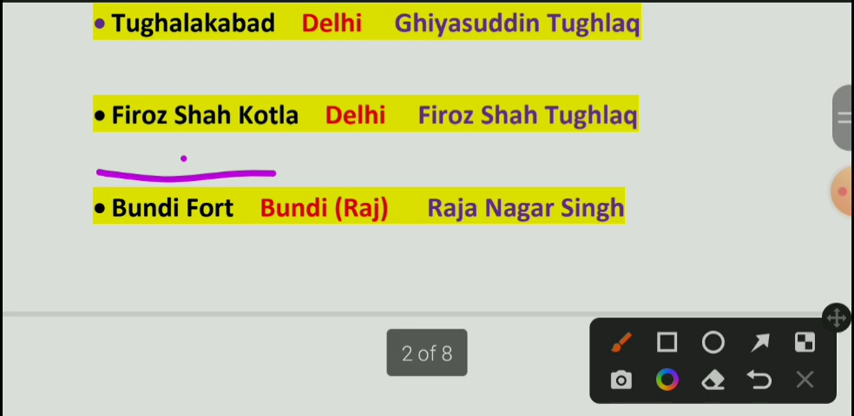 • Tughalakabad Delhi Ghiyasuddin Tughlaq
• Firoz Shah Kotla Delhi Firoz Shah Tughlaq
• Bundi Fort Bundi (Raj) Raja Nagar Singh
2 of 8